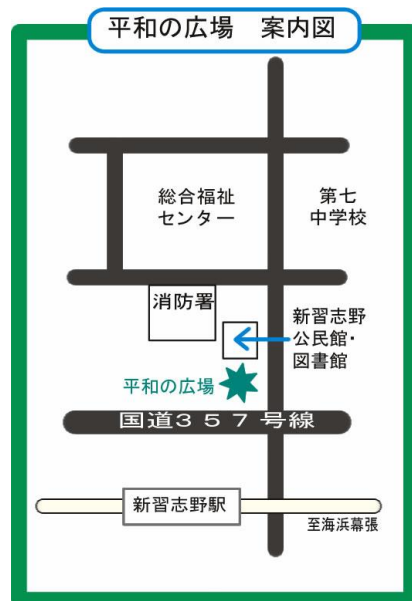 平和の広場　案内図
総合福祉
センター
第七
中学校
消防署
新習志野
公民館・
図書館
平和の広場
国道３５７号線
新習志野駅
至海浜幕張